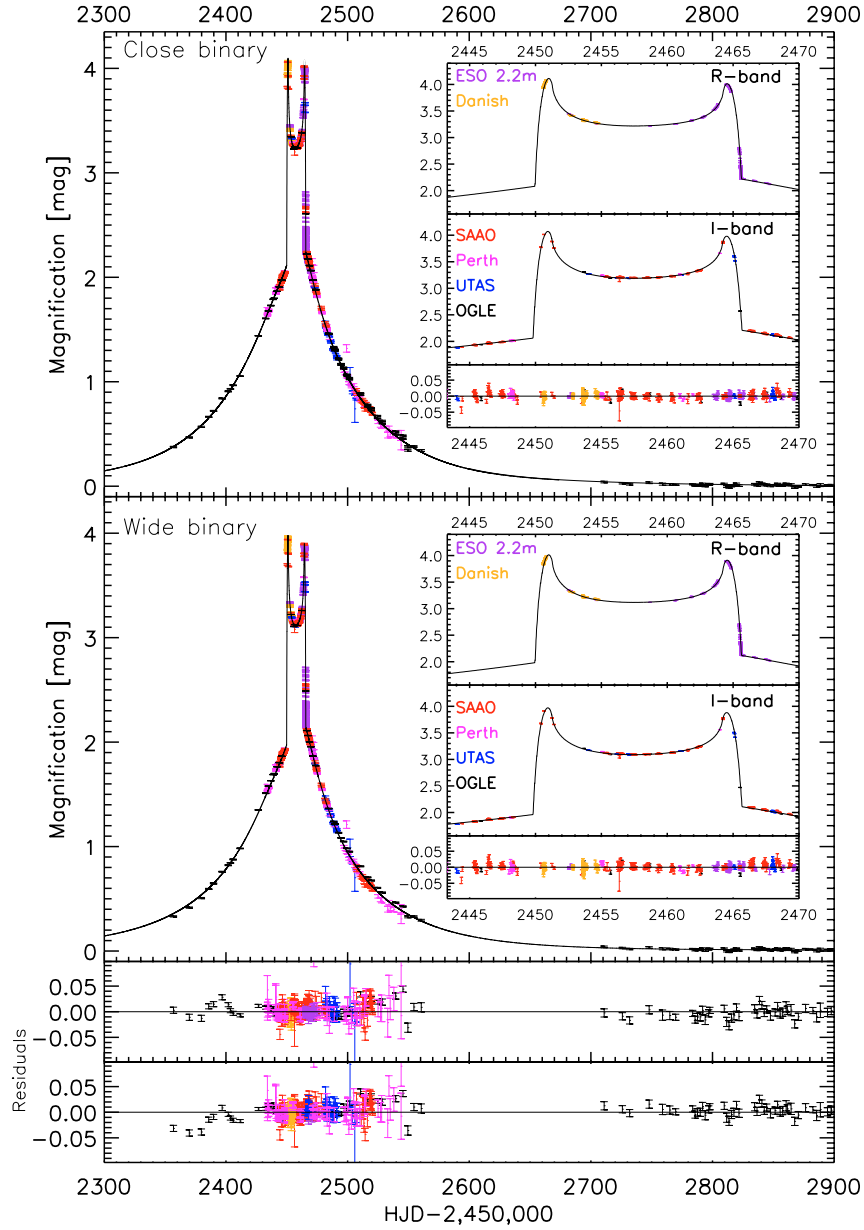 2300 2400 2500 2600 2700 2800 2900
Close binary
2445 2450 2455 2460 2465 2470
ESO 2.2m
R-band
Danish
4.0
3.5
3.0
2.5
2.0
SAAO
I-band
Perth
UTAS
OGLE
4.0
3.5
3.0
2.5
2.0
0.05
0.00
−0.05
2445 2450 2455 2460 2465 2470
4
3
2
1
0
Magnification [mag]
Wide binary
2445 2450 2455 2460 2465 2470
ESO 2.2m
R-band
Danish
4.0
3.5
3.0
2.5
2.0
SAAO
I-band
Perth
UTAS
OGLE
4.0
3.5
3.0
2.5
2.0
0.05
0.00
−0.05
2445 2450 2455 2460 2465 2470
4
3
2
1
0
Magnification [mag]
0.05
0.00
−0.05
0.05
0.00
−0.05
Residuals
2300 2400 2500 2600 2700 2800 2900
HJD−2,450,000